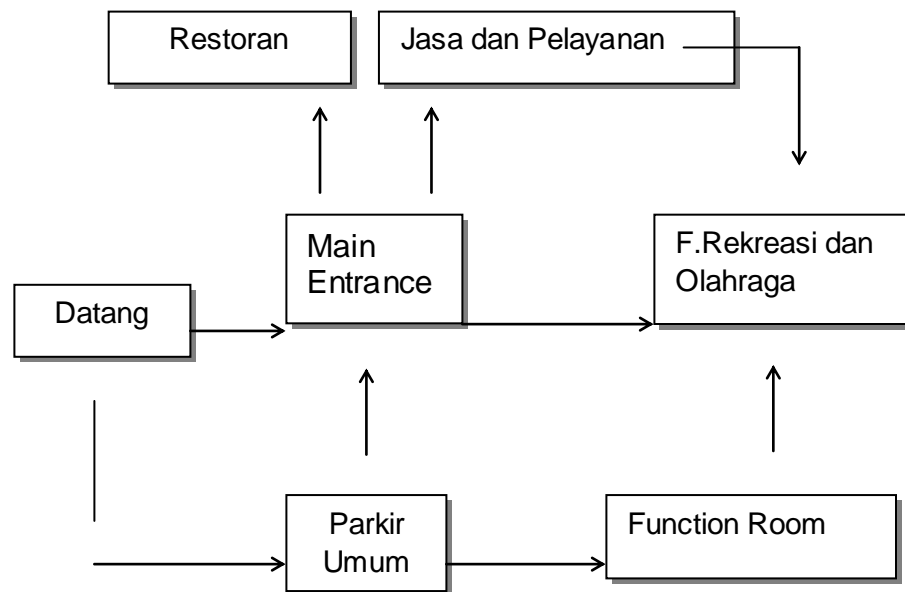 Restoran
Jasa dan Pelayanan
Main
Entrance
F.Rekreasi dan
Olahraga
Datang
Parkir
Umum
Function Room